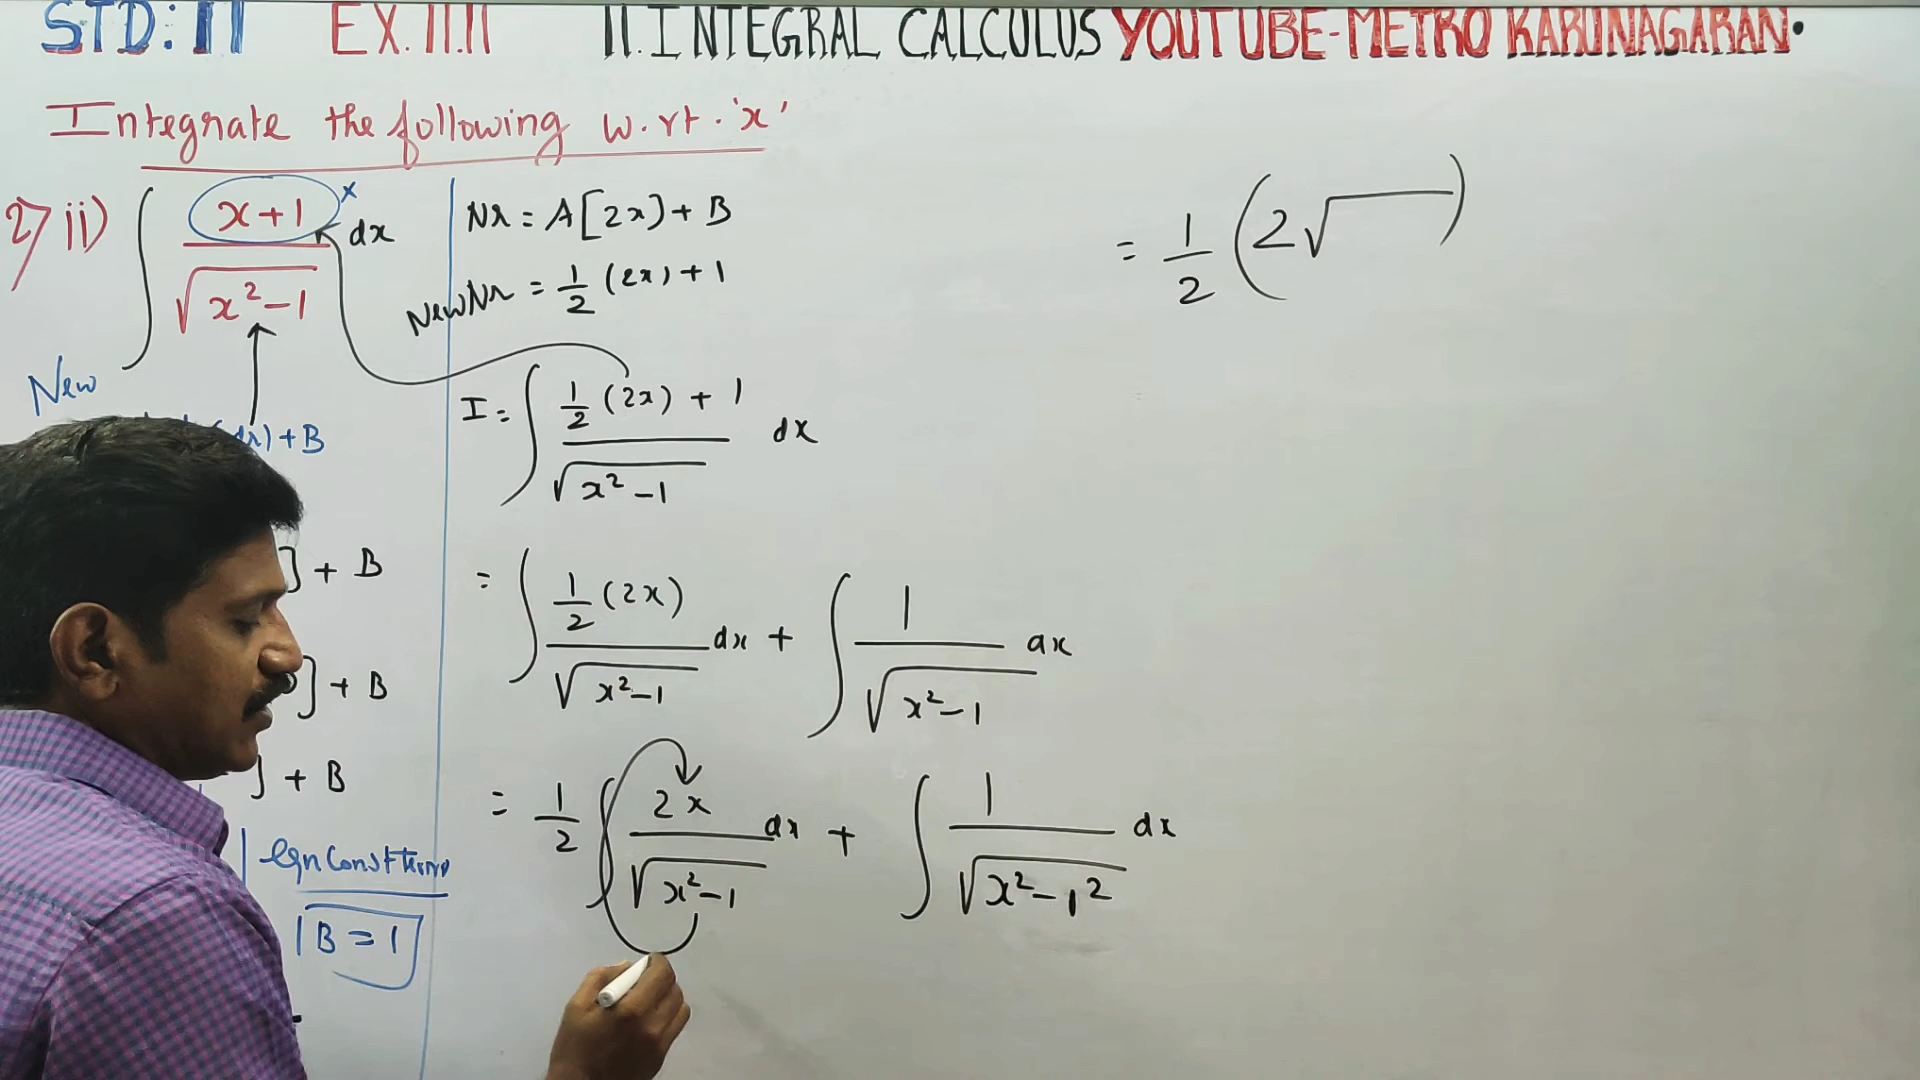 STD: 11 EX. 11.11 11. INTEGRAL CALCULUS YOUTUBE-METRO KARUNAGARAN.
Integrate the following w.r.t. 'x'
2) ii) ∫ (x+1)/√(x²-1) dx
x
New
+ B
] + B
] + B
] + B
eqn Const term
B = 1
Nr = A[2x] + B
New Nr = 1/2 (2x) + 1
I = ∫ (1/2 (2x) + 1)/√(x²-1) dx
= ∫ (1/2 (2x))/√(x²-1) dx + ∫ 1/√(x²-1) dx
= 1/2 ∫ 2x/√(x²-1) dx + ∫ 1/√(x²-1²) dx
= 1/2 (2√ )